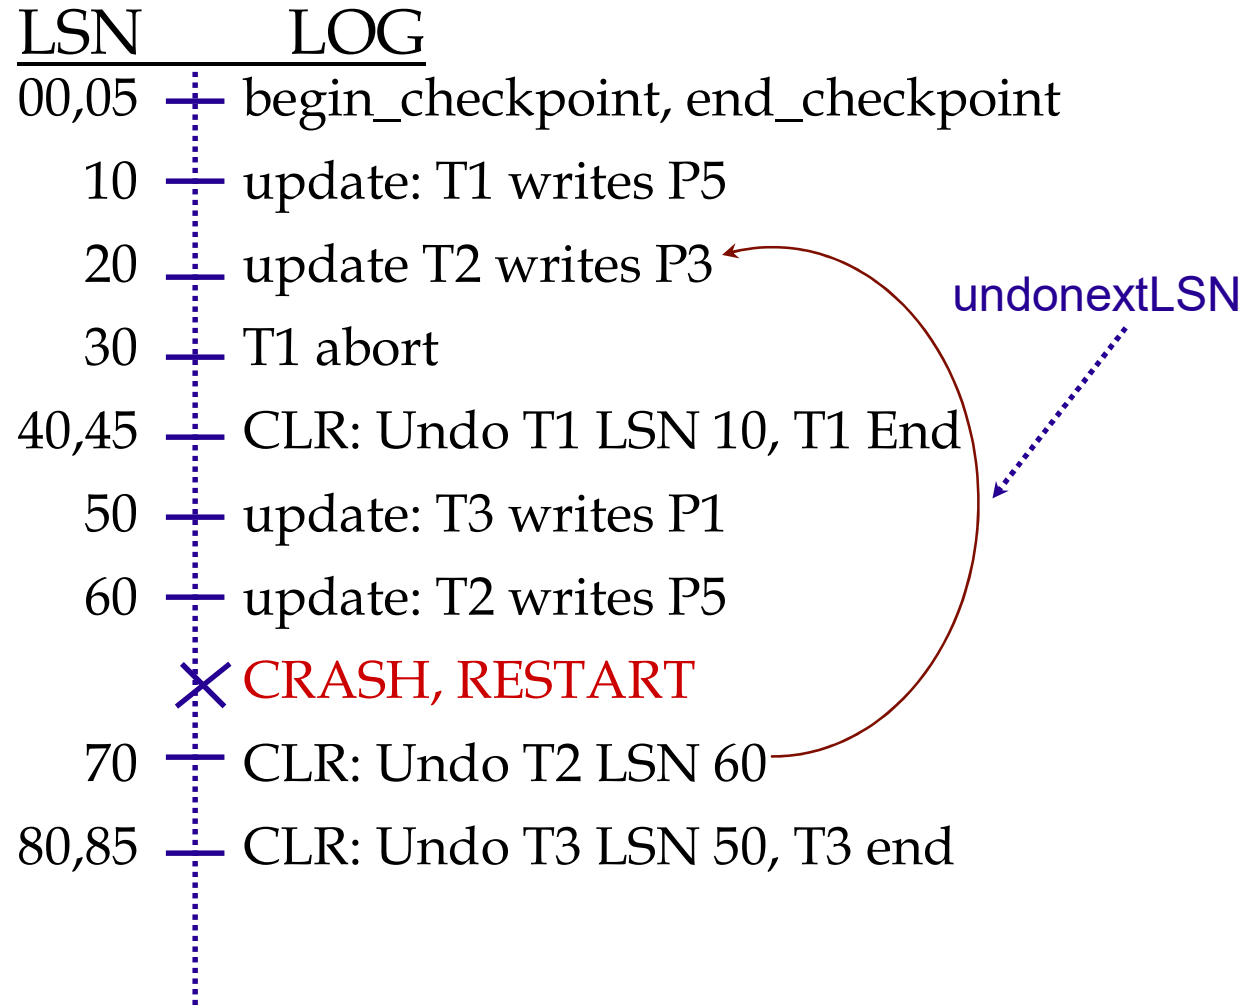 LSN LOG
00,05 begin_checkpoint, end_checkpoint
10 update: T1 writes P5
20 update T2 writes P3
undonextLSN
30 T1 abort
40,45 CLR: Undo T1 LSN 10, T1 End
50 update: T3 writes P1
60 update: T2 writes P5
CRASH, RESTART
70 CLR: Undo T2 LSN 60
80,85 CLR: Undo T3 LSN 50, T3 end